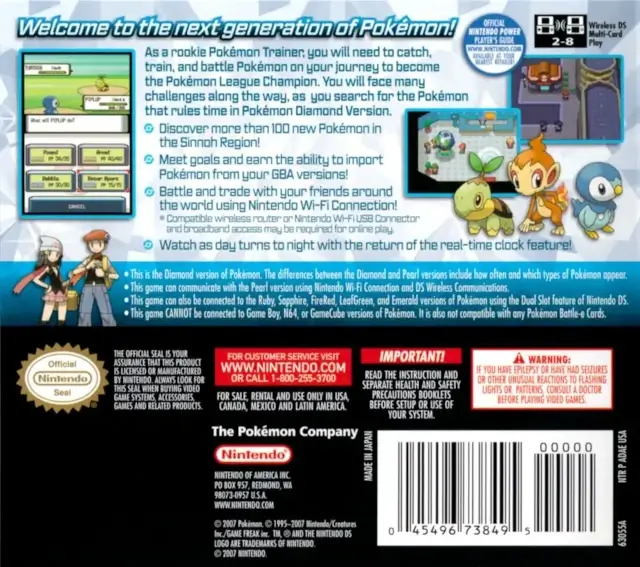 Welcome to the next generation of Pokémon!
OFFICIAL
NINTENDO POWER
PLAYER'S GUIDE
WWW.NINTENDO.COM
AVAILABLE AT YOUR
NEAREST RETAILER!
2-8
Wireless DS
Multi-Card
Play
As a rookie Pokémon Trainer, you will need to catch,
train, and battle Pokémon on your journey to become
the Pokémon League Champion. You will face many
challenges along the way, as you search for the Pokémon
that rules time in Pokémon Diamond Version.
TURTWIG
PIPLUP
What will PIPLUP do?
Pound
Growl
Bubble
CANCEL
Discover more than 100 new Pokémon in
the Sinnoh Region!
Meet goals and earn the ability to import
Pokémon from your GBA versions!
Battle and trade with your friends around
the world using Nintendo Wi-Fi Connection!
* Compatible wireless router or Nintendo Wi-Fi USB Connector
and broadband access may be required for online play.
Watch as day turns to night with the return of the real-time clock feature!
• This is the Diamond version of Pokémon. The differences between the Diamond and Pearl versions include how often and which types of Pokémon appear.
• This game can communicate with the Pearl version using Nintendo Wi-Fi Connection and DS Wireless Communications.
• This game can also be connected to the Ruby, Sapphire, FireRed, LeafGreen, and Emerald versions of Pokémon using the Dual Slot feature of Nintendo DS.
• This game CANNOT be connected to Game Boy, N64, or GameCube versions of Pokémon. It is also not compatible with any Pokémon Battle-e Cards.
Official
Nintendo
Seal
THE OFFICIAL SEAL IS YOUR
ASSURANCE THAT THIS PRODUCT
IS LICENSED OR MANUFACTURED
BY NINTENDO. ALWAYS LOOK FOR
THIS SEAL WHEN BUYING VIDEO
GAME SYSTEMS, ACCESSORIES,
GAMES AND RELATED PRODUCTS.
FOR CUSTOMER SERVICE VISIT
WWW.NINTENDO.COM
OR CALL 1-800-255-3700
FOR SALE, RENTAL AND USE ONLY IN USA,
CANADA, MEXICO AND LATIN AMERICA.
IMPORTANT!
READ THE INSTRUCTION AND
SEPARATE HEALTH AND SAFETY
PRECAUTIONS BOOKLETS
BEFORE SETUP OR USE OF
YOUR SYSTEM.
WARNING:
IF YOU HAVE EPILEPSY OR HAVE HAD SEIZURES
OR OTHER UNUSUAL REACTIONS TO FLASHING
LIGHTS OR PATTERNS, CONSULT A DOCTOR
BEFORE PLAYING VIDEO GAMES.
The Pokémon Company
Nintendo
NINTENDO OF AMERICA INC.
PO BOX 957, REDMOND, WA
98073-0957 U.S.A.
WWW.NINTENDO.COM
© 2007 Pokémon. © 1995–2007 Nintendo/Creatures
Inc./GAME FREAK inc. TM, ® AND THE NINTENDO DS
LOGO ARE TRADEMARKS OF NINTENDO.
© 2007 NINTENDO.
MADE IN JAPAN
00000
0 45496 73849 5
NTR P ADAE USA
63055A